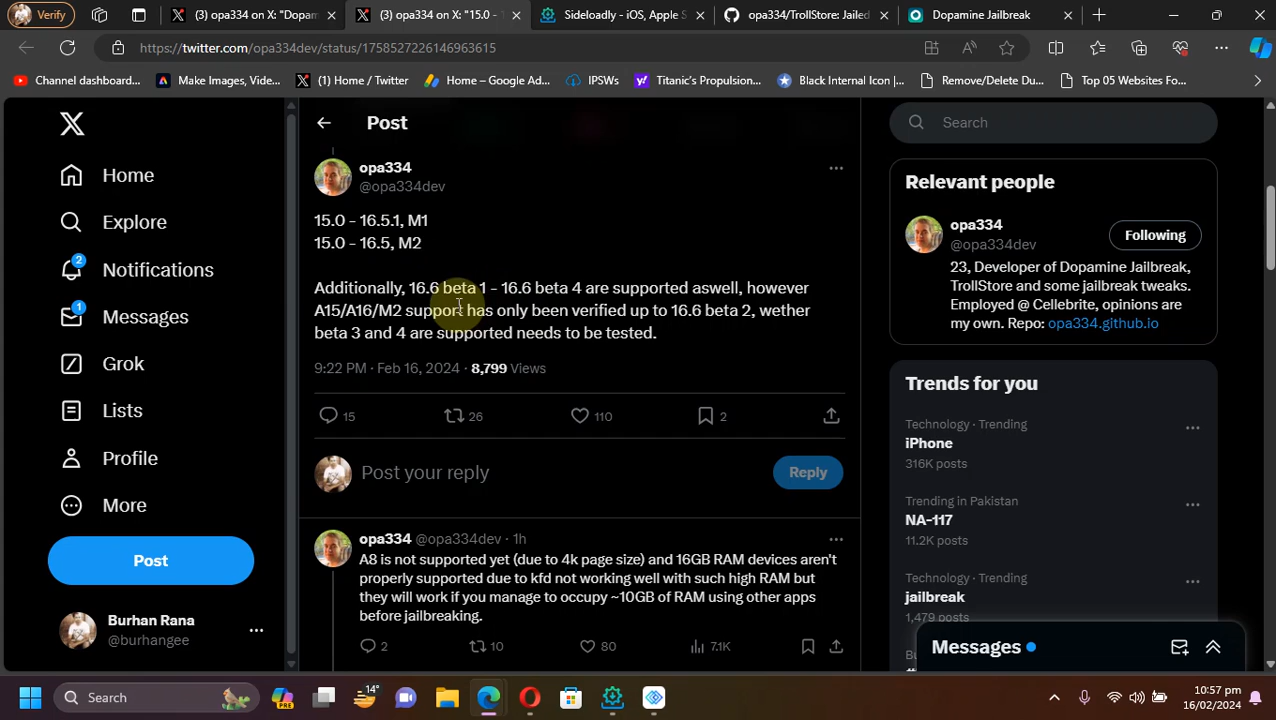 Verify
(3) opa334 on X: "Dopam
(3) opa334 on X: "15.0 - 1
Sideloadly - iOS, Apple S
opa334/TrollStore: Jailed
Dopamine Jailbreak
https://twitter.com/opa334dev/status/1758527226146963615
Channel dashboard...
Make Images, Vide...
(1) Home / Twitter
Home – Google Ad...
IPSWs
Titanic's Propulsion...
Black Internal Icon |...
Remove/Delete Du...
Top 05 Websites Fo...
Home
Explore
2
Notifications
1
Messages
Grok
Lists
Profile
More
Post
Burhan Rana
@burhangee
Post
opa334
@opa334dev
15.0 - 16.5.1, M1
15.0 - 16.5, M2
Additionally, 16.6 beta 1 - 16.6 beta 4 are supported aswell, however
A15/A16/M2 support has only been verified up to 16.6 beta 2, wether
beta 3 and 4 are supported needs to be tested.
9:22 PM · Feb 16, 2024 · 8,799 Views
15
26
110
2
Post your reply
Reply
opa334 @opa334dev · 1h
A8 is not supported yet (due to 4k page size) and 16GB RAM devices aren't
properly supported due to kfd not working well with such high RAM but
they will work if you manage to occupy ~10GB of RAM using other apps
before jailbreaking.
2
10
80
7.1K
Search
Relevant people
opa334
@opa334dev
Following
23, Developer of Dopamine Jailbreak,
TrollStore and some jailbreak tweaks.
Employed @ Cellebrite, opinions are
my own. Repo: opa334.github.io
Trends for you
Technology · Trending
iPhone
316K posts
Trending in Pakistan
NA-117
11.2K posts
Technology · Trending
jailbreak
1,479 posts
Messages
Search
PRE
14°
10:57 pm
16/02/2024